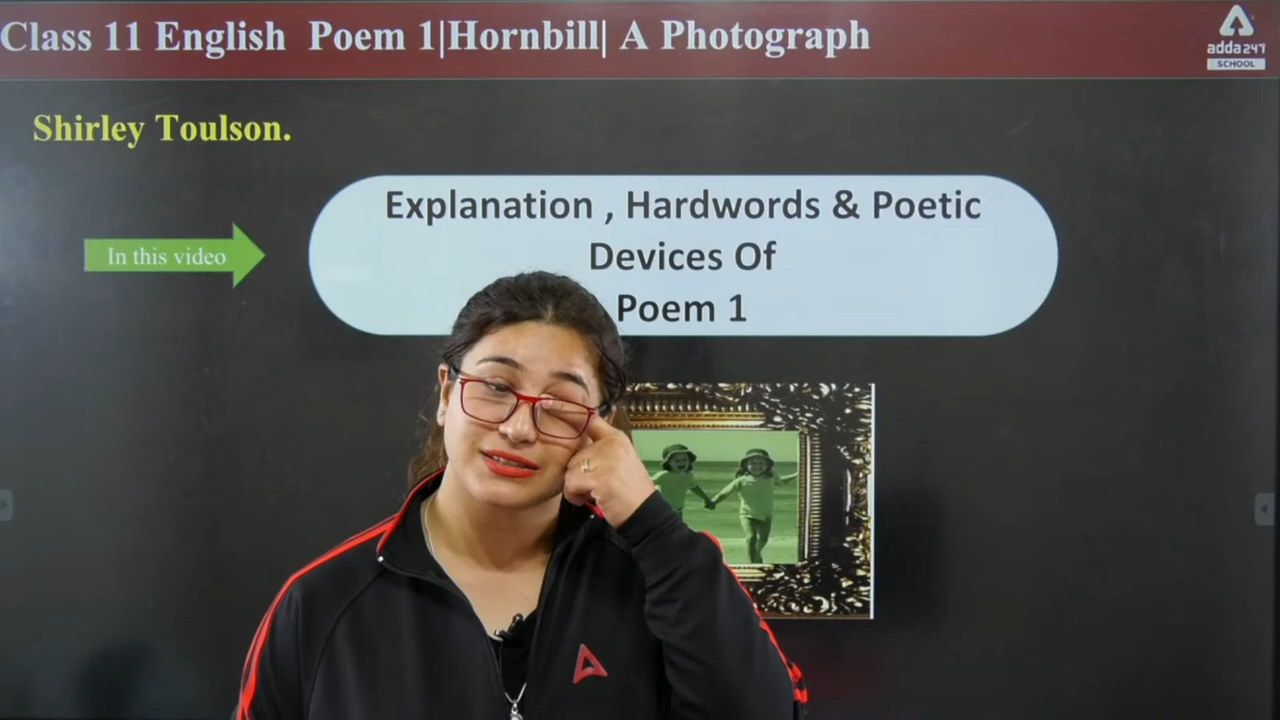 Class 11 English Poem 1|Hornbill| A Photograph
adda247
SCHOOL
Shirley Toulson.
In this video
Explanation , Hardwords & Poetic
Devices Of
Poem 1